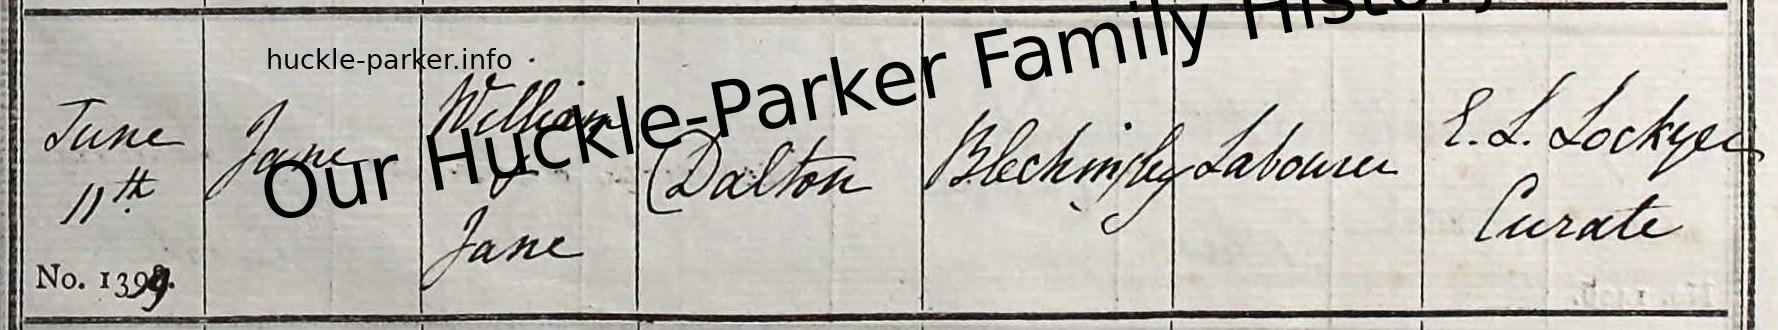 huckle-parker.info
Our Huckle-Parker Family History
June
11th
No. 1399.
Jane
William
&
Jane
Dalton
Blechingley
Labourer
E. L. Lockyer
Curate